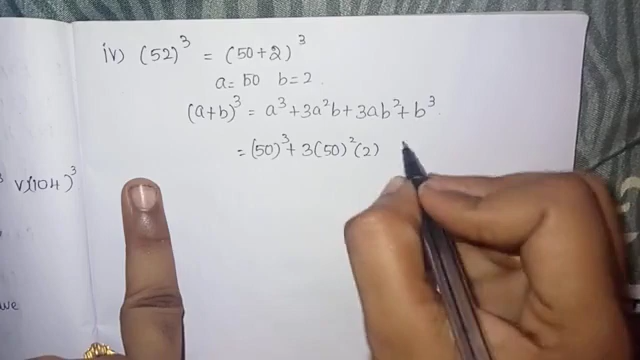 iv) (52)³ = (50+2)³
a=50 b=2.
(a+b)³ = a³+3a²b+3ab²+b³
= (50)³+3(50)²(2)
v)(104)³
we